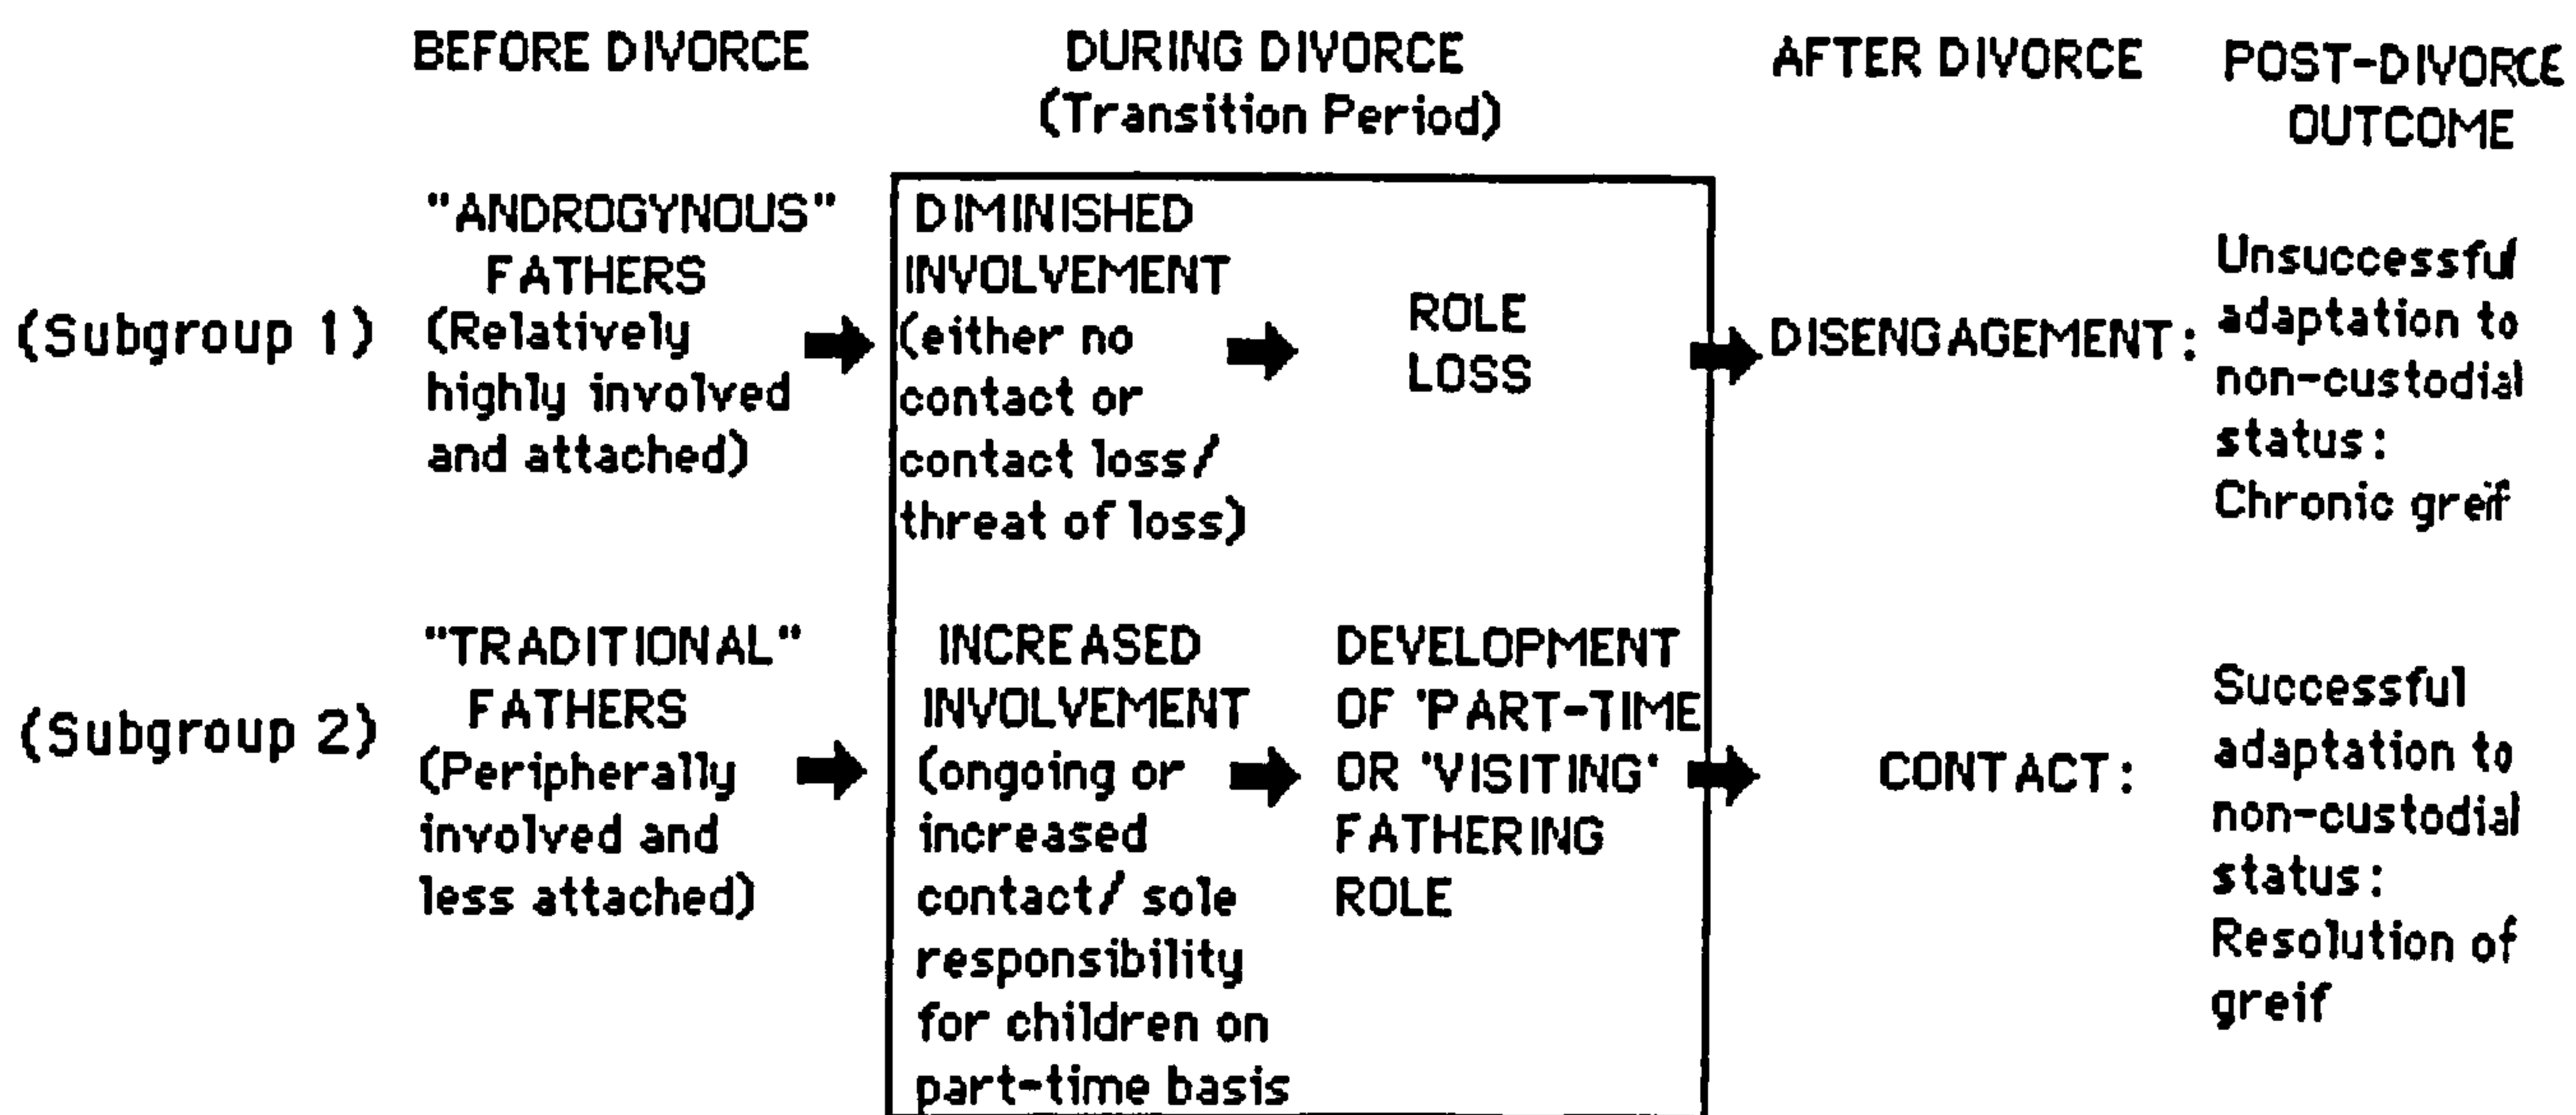 BEFORE DIVORCE
DURING DIVORCE
(Transition Period)
AFTER DIVORCE
POST-DIVORCE
OUTCOME
(Subgroup 1)
"ANDROGYNOUS"
FATHERS
(Relatively
highly involved
and attached)
DIMINISHED
INVOLVEMENT
(either no
contact or
contact loss/
threat of loss)
ROLE
LOSS
DISENGAGEMENT:
Unsuccessful
adaptation to
non-custodial
status:
Chronic greif
(Subgroup 2)
"TRADITIONAL"
FATHERS
(Peripherally
involved and
less attached)
INCREASED
INVOLVEMENT
(ongoing or
increased
contact/ sole
responsibility
for children on
part-time basis
DEVELOPMENT
OF 'PART-TIME
OR 'VISITING'
FATHERING
ROLE
CONTACT:
Successful
adaptation to
non-custodial
status:
Resolution of
greif